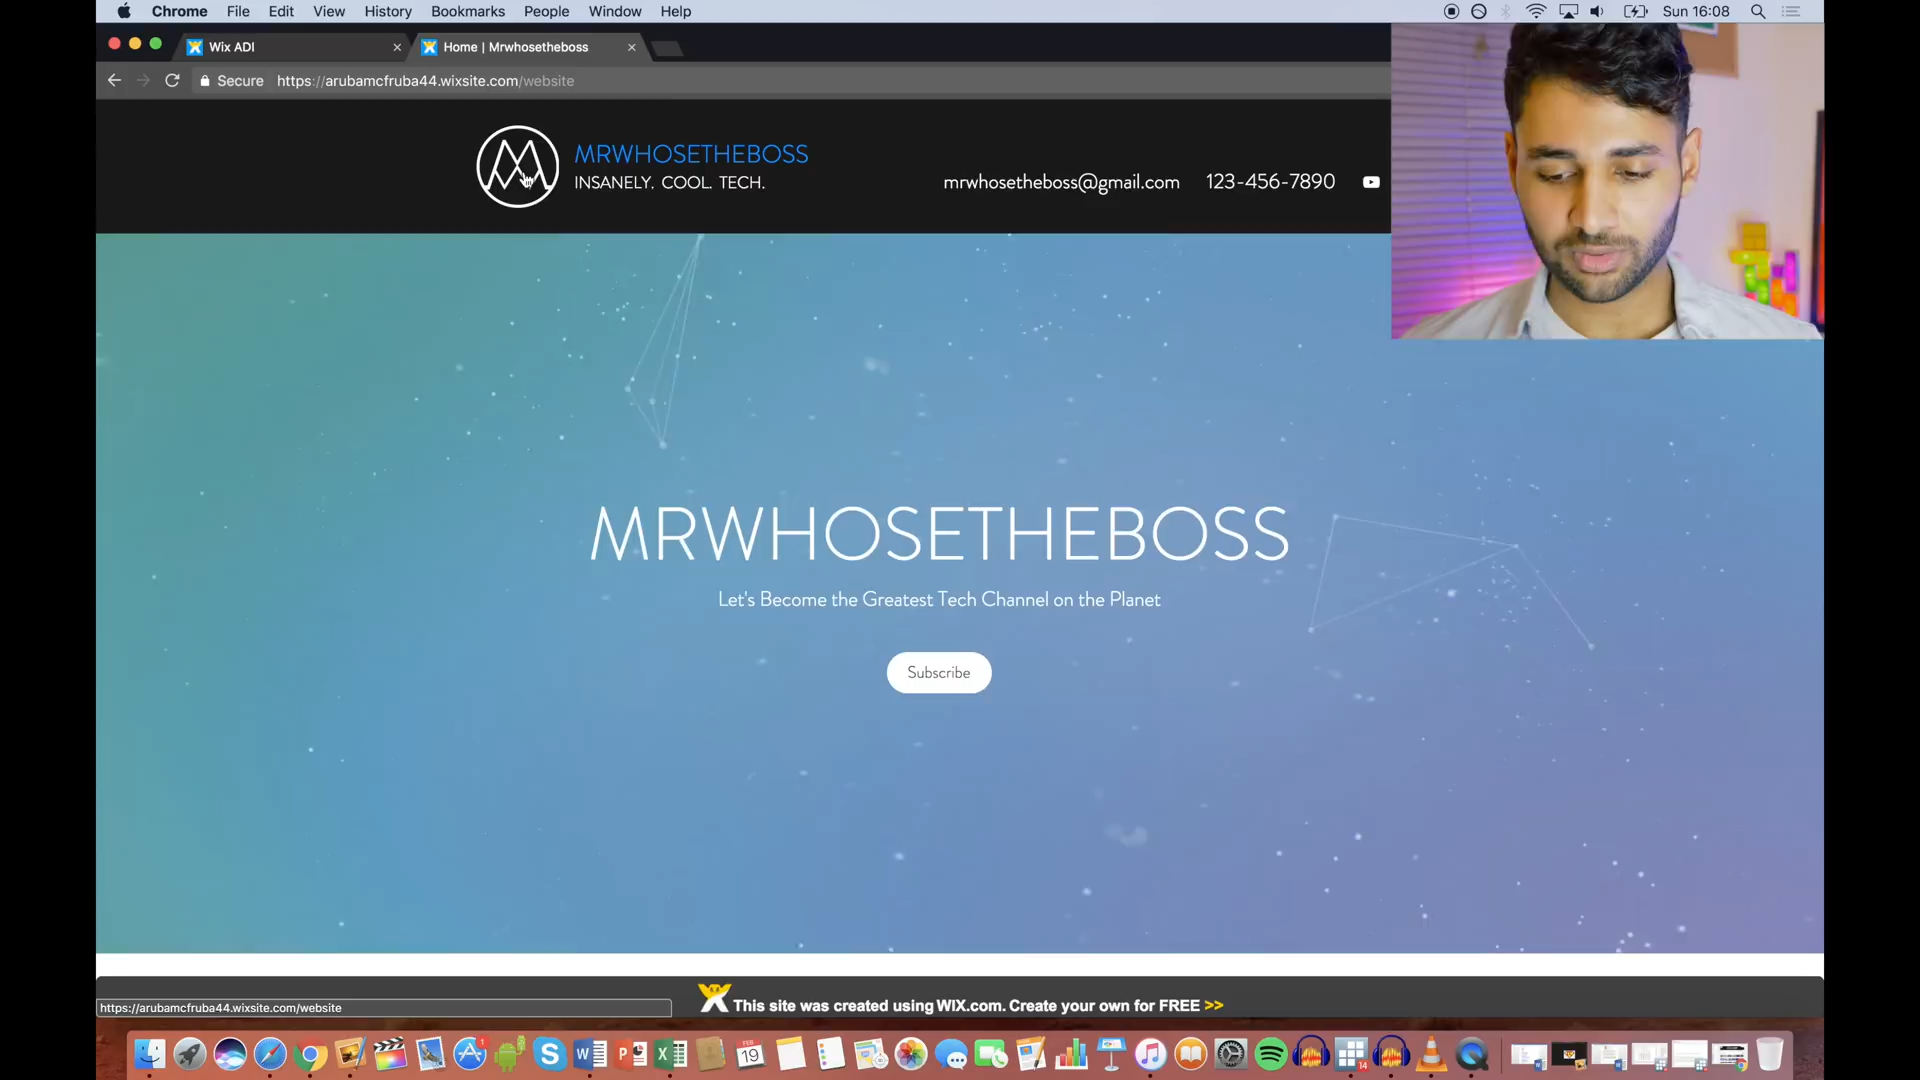 Chrome File Edit View History Bookmarks People Window Help Sun 16:08
Wix ADI
Home | Mrwhosetheboss
Secure https://arubamcfruba44.wixsite.com/website
MRWHOSETHEBOSS
INSANELY. COOL. TECH.
mrwhosetheboss@gmail.com 123-456-7890
MRWHOSETHEBOSS
Let's Become the Greatest Tech Channel on the Planet
Subscribe
https://arubamcfruba44.wixsite.com/website
This site was created using WIX.com. Create your own for FREE >>
FEB
19
14